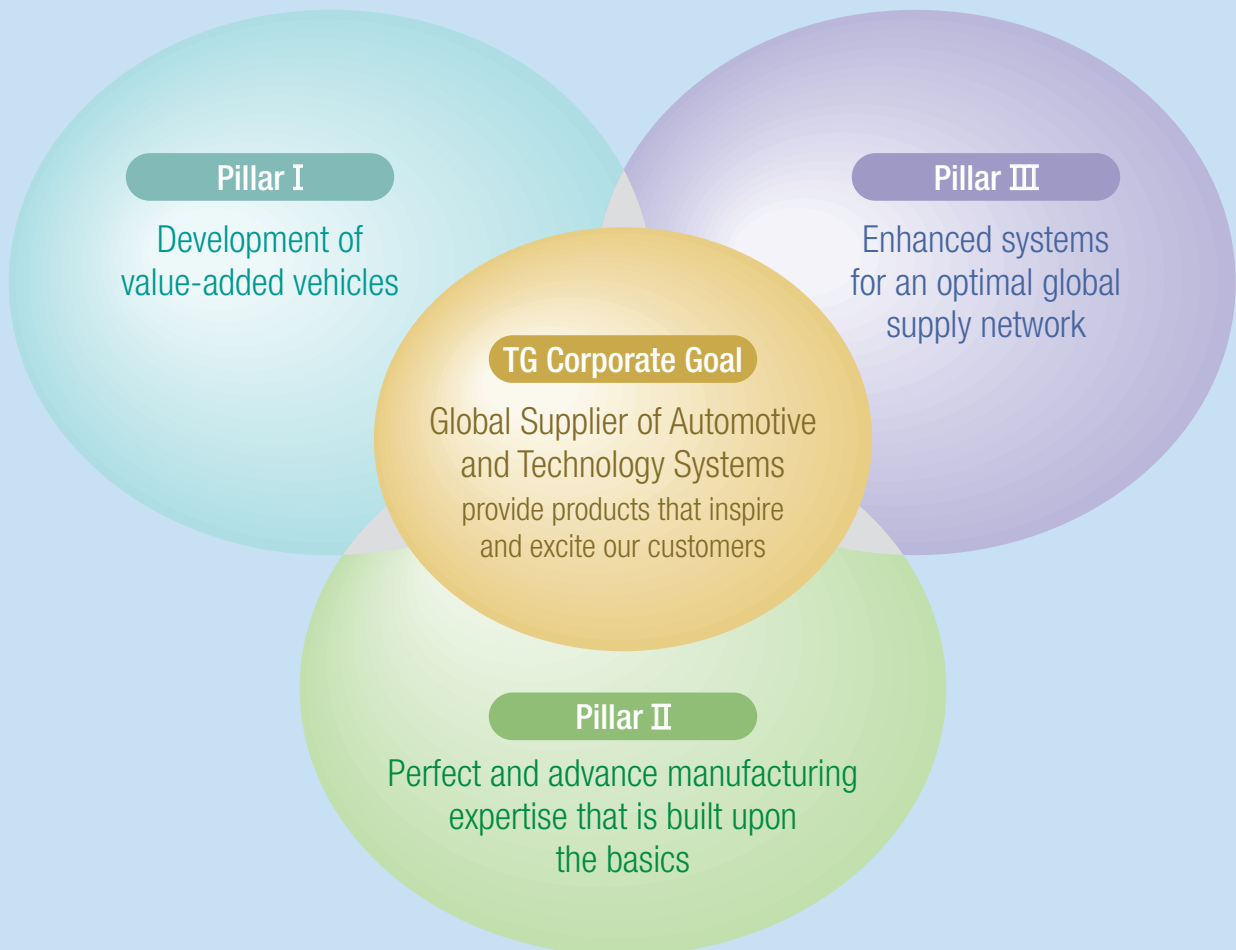 Pillar Ⅰ
Development of
value-added vehicles
Pillar Ⅲ
Enhanced systems
for an optimal global
supply network
TG Corporate Goal
Global Supplier of Automotive
and Technology Systems
provide products that inspire
and excite our customers
Pillar Ⅱ
Perfect and advance manufacturing
expertise that is built upon
the basics